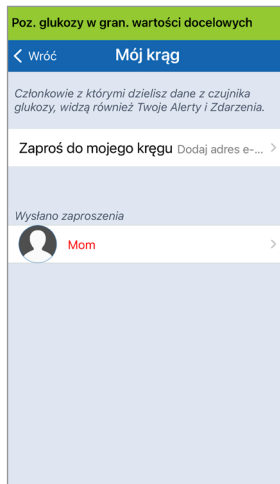 Poz. glukozy w gran. wartości docelowych
Wróć Mój krąg
Członkowie z którymi dzielisz dane z czujnika
glukozy, widzą również Twoje Alerty i Zdarzenia.
Zaproś do mojego kręgu Dodaj adres e-...
Wysłano zaproszenia
Mom